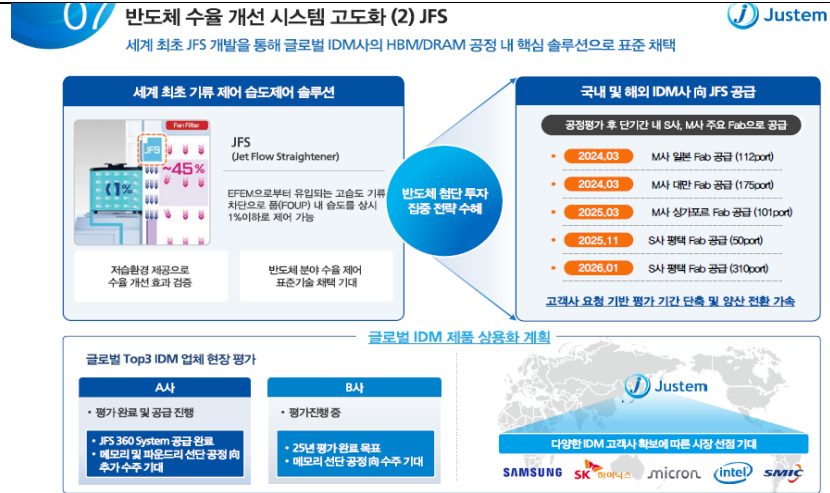 07
반도체 수율 개선 시스템 고도화 (2) JFS
Justem
세계 최초 JFS 개발을 통해 글로벌 IDM사의 HBM/DRAM 공정 내 핵심 솔루션으로 표준 채택
세계 최초 기류 제어 습도제어 솔루션
Fan Filter
JFS
~45%
<1%
JFS
(Jet Flow Straightener)
EFEM으로부터 유입되는 고습도 기류
차단으로 품(FOUP) 내 습도를 상시
1%이하로 제어 가능
저습환경 제공으로
수율 개선 효과 검증
반도체 분야 수율 제어
표준기술 채택 기대
반도체 첨단 투자
집중 전략 수혜
국내 및 해외 IDM사 向 JFS 공급
공정평가 후 단기간 내 S사, M사 주요 Fab으로 공급
• 2024.03 M사 일본 Fab 공급 (112port)
• 2024.03 M사 대만 Fab 공급 (175port)
• 2025.03 M사 싱가포르 Fab 공급 (101port)
• 2025.11 S사 평택 Fab 공급 (50port)
• 2026.01 S사 평택 Fab 공급 (310port)
고객사 요청 기반 평가 기간 단축 및 양산 전환 가속
글로벌 IDM 제품 상용화 계획
글로벌 Top3 IDM 업체 현장 평가
A사
• 평가 완료 및 공급 진행
• JFS 360 System 공급 완료
• 메모리 및 파운드리 선단 공정 向
추가 수주 기대
B사
• 평가진행 중
• 25년 평가 완료 목표
• 메모리 선단 공정 向 수주 기대
Justem
다양한 IDM 고객사 확보에 따른 시장 선점 기대
SAMSUNG
SK 하이닉스
micron
intel
SMIC